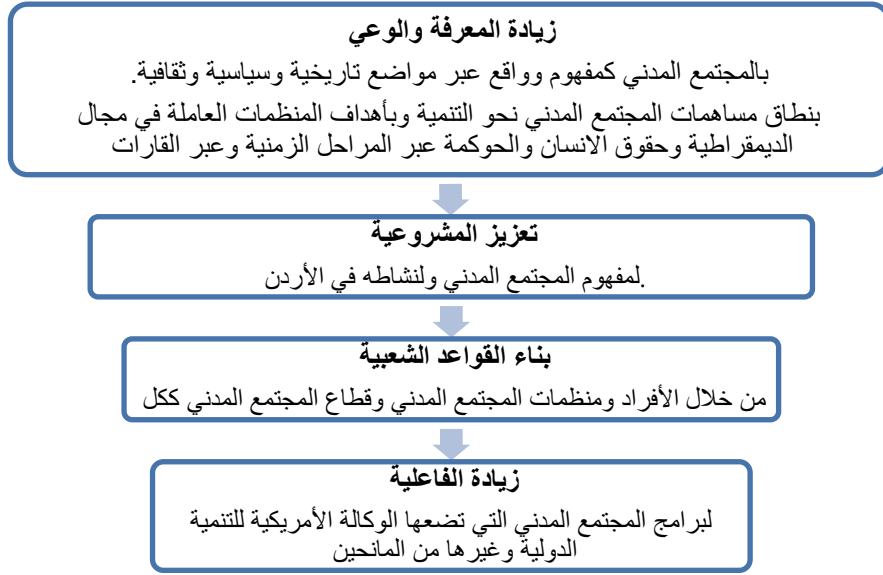 زيادة المعرفة والوعي
بالمجتمع المدني كمفهوم وواقع عبر مواضع تاريخية وسياسية وثقافية.
بنطاق مساهمات المجتمع المدني نحو التنمية وبأهداف المنظمات العاملة في مجال
الديمقراطية وحقوق الانسان والحوكمة عبر المراحل الزمنية وعبر القارات
تعزيز المشروعية
.لمفهوم المجتمع المدني ولنشاطه في الأردن
بناء القواعد الشعبية
من خلال الأفراد ومنظمات المجتمع المدني وقطاع المجتمع المدني ككل
زيادة الفاعلية
لبرامج المجتمع المدني التي تضعها الوكالة الأمريكية للتنمية
الدولية وغيرها من المانحين